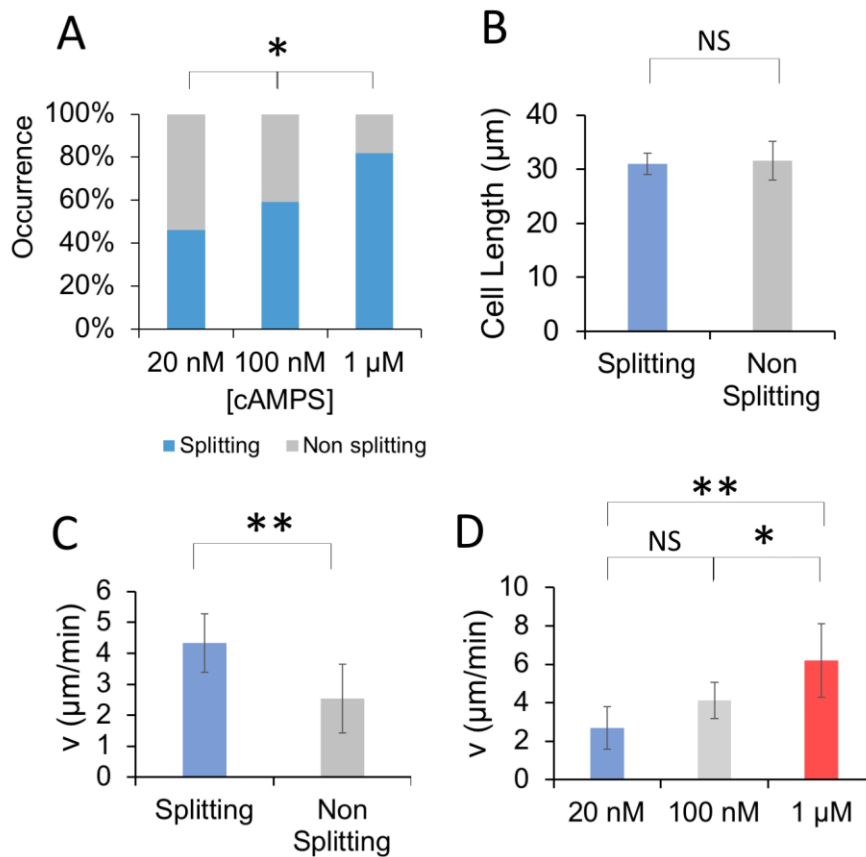 A
*
100%
80%
60%
40%
20%
0%
Occurrence
20 nM 100 nM 1 µM
[cAMPS]
Splitting Non splitting
B
NS
40
30
20
10
0
Cell Length (µm)
Splitting Non
Splitting
C
**
6
5
4
3
2
1
0
v (µm/min)
Splitting Non
Splitting
D
**
NS *
10
8
6
4
2
0
v (µm/min)
20 nM 100 nM 1 µM